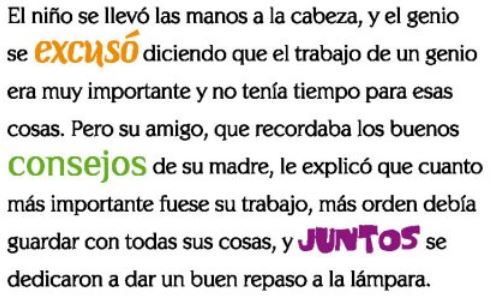 El niño se llevó las manos a la cabeza, y el genio
se excusó diciendo que el trabajo de un genio
era muy importante y no tenía tiempo para esas
cosas. Pero su amigo, que recordaba los buenos
consejos de su madre, le explicó que cuanto
más importante fuese su trabajo, más orden debía
guardar con todas sus cosas, y JUNTOS se
dedicaron a dar un buen repaso a la lámpara.